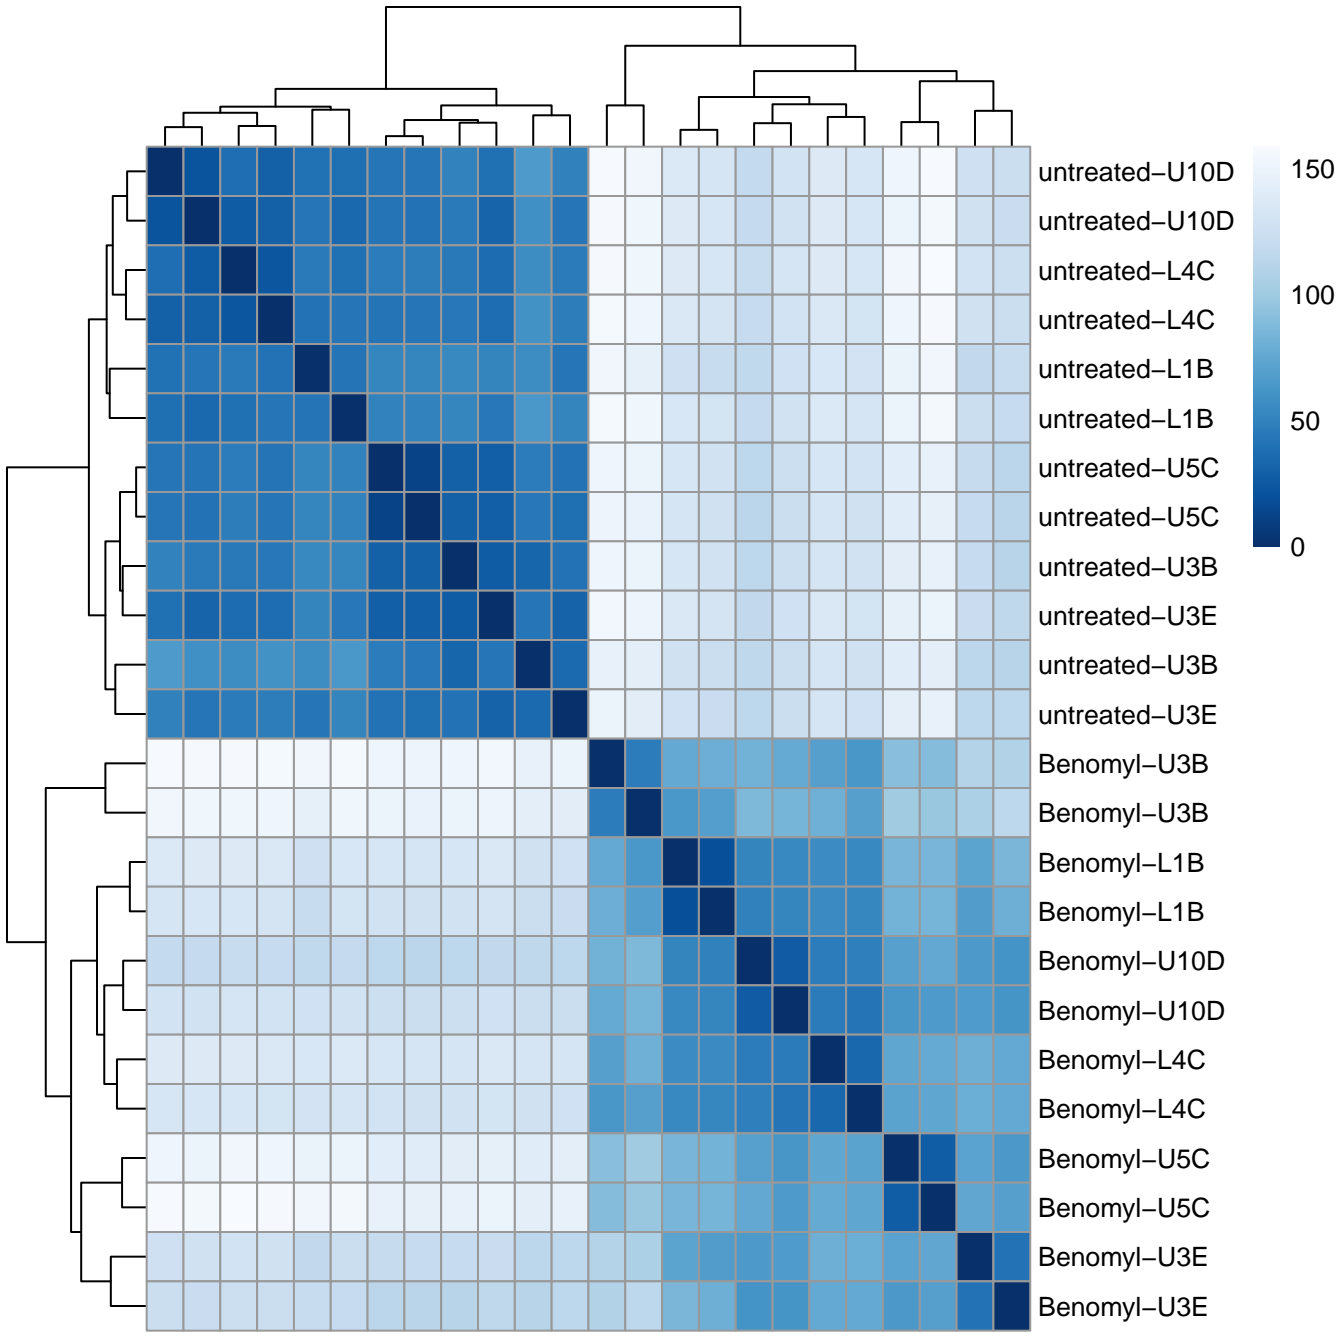 untreated−U10D
untreated−U10D
untreated−L4C
untreated−L4C
untreated−L1B
untreated−L1B
untreated−U5C
untreated−U5C
untreated−U3B
untreated−U3E
untreated−U3B
untreated−U3E
Benomyl−U3B
Benomyl−U3B
Benomyl−L1B
Benomyl−L1B
Benomyl−U10D
Benomyl−U10D
Benomyl−L4C
Benomyl−L4C
Benomyl−U5C
Benomyl−U5C
Benomyl−U3E
Benomyl−U3E
150
100
50
0